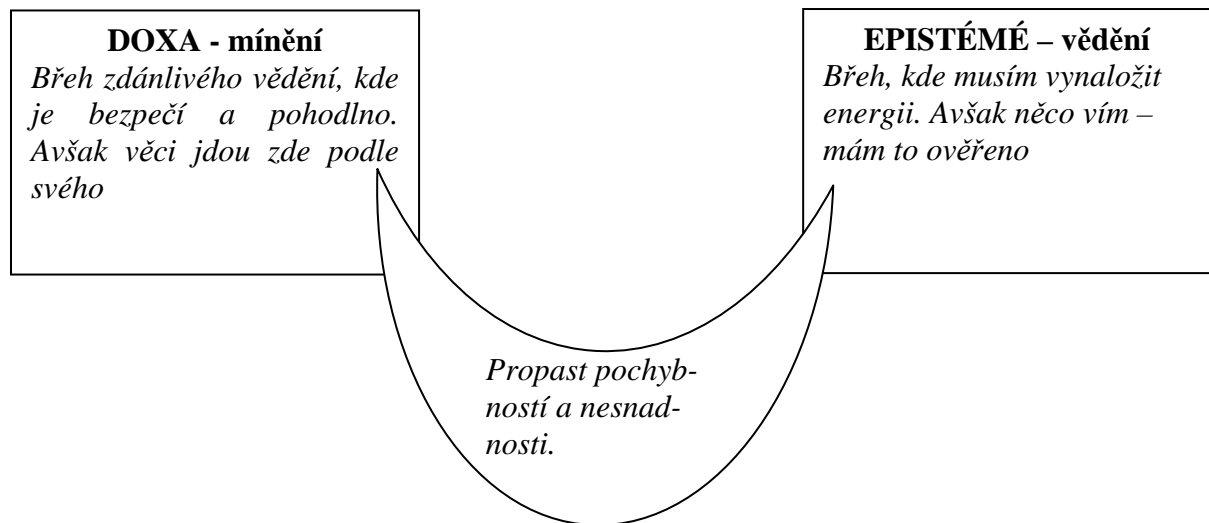 DOXA - mínění
Břeh zdánlivého vědění, kde
je bezpečí a pohodlno.
Avšak věci jdou zde podle
svého
EPISTÉMÉ – vědění
Břeh, kde musím vynaložit
energii. Avšak něco vím –
mám to ověřeno
Propast pochyb-
ností a nesnad-
nosti.